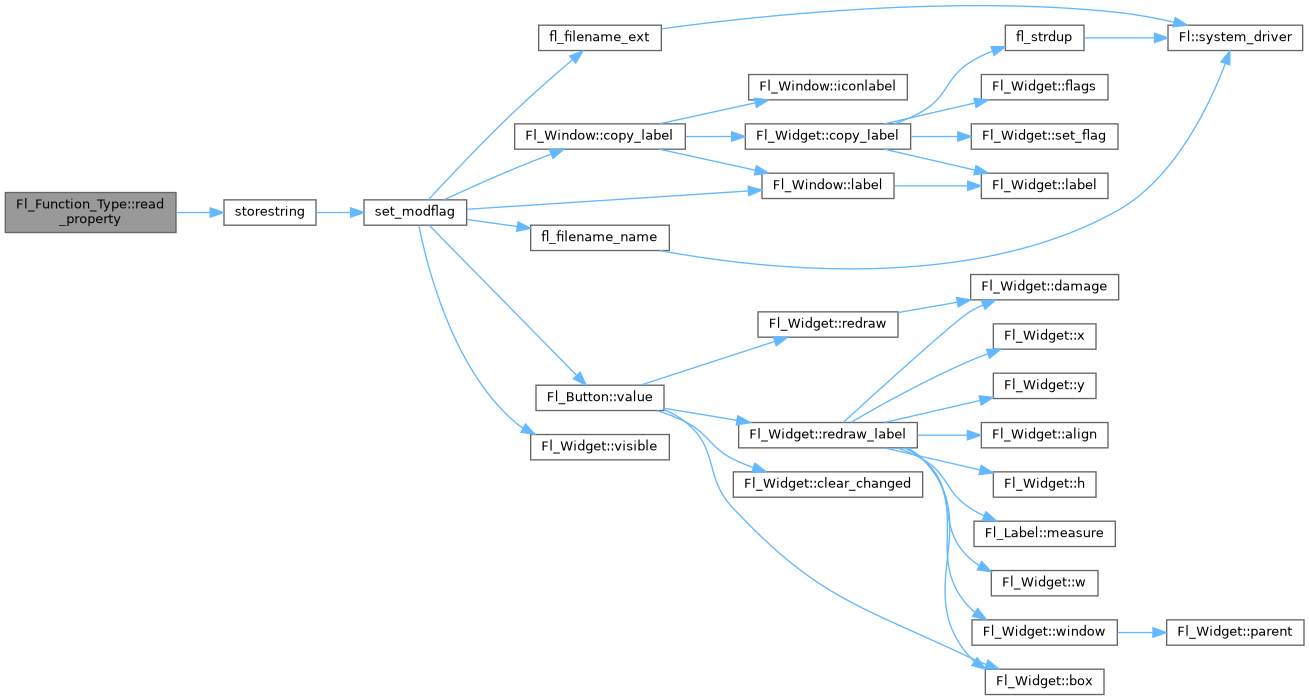 Fl_Function_Type::read
_property
storestring
set_modflag
fl_filename_ext
Fl_Window::copy_label
fl_filename_name
Fl_Button::value
Fl_Widget::visible
Fl_Window::iconlabel
Fl_Widget::copy_label
Fl_Window::label
Fl_Widget::redraw
Fl_Widget::redraw_label
Fl_Widget::clear_changed
fl_strdup
Fl_Widget::flags
Fl_Widget::set_flag
Fl_Widget::label
Fl_Widget::damage
Fl_Widget::x
Fl_Widget::y
Fl_Widget::align
Fl_Widget::h
Fl_Label::measure
Fl_Widget::w
Fl_Widget::window
Fl_Widget::box
Fl::system_driver
Fl_Widget::parent